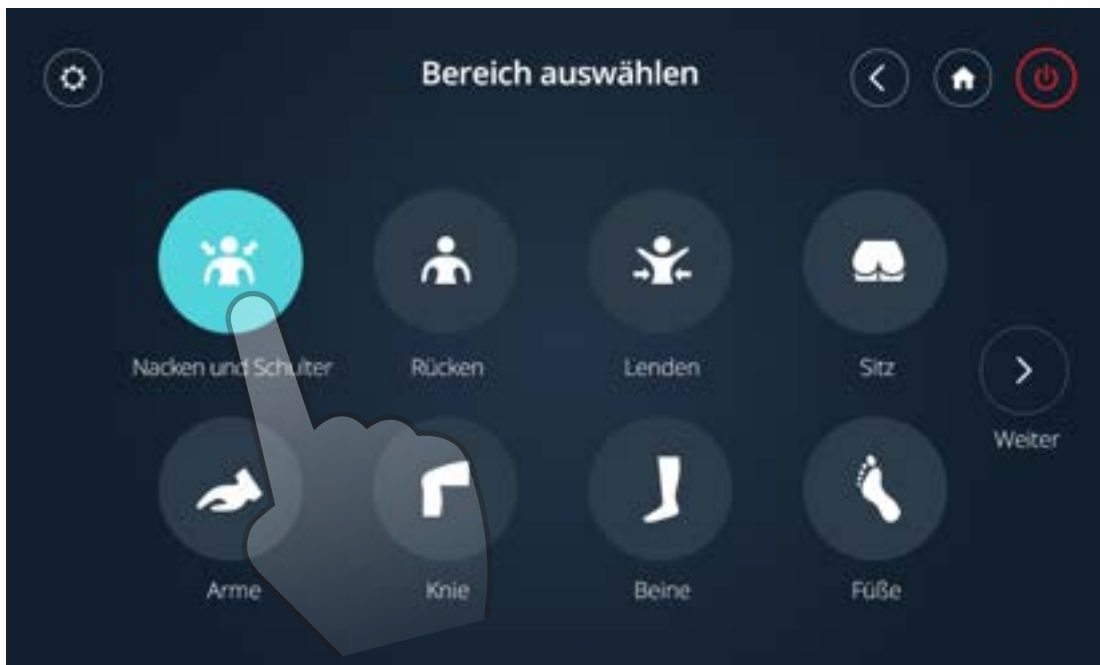 Bereich auswählen
Nacken und Schulter
Rücken
Lenden
Sitz
Weiter
Arme
Knie
Beine
Füße